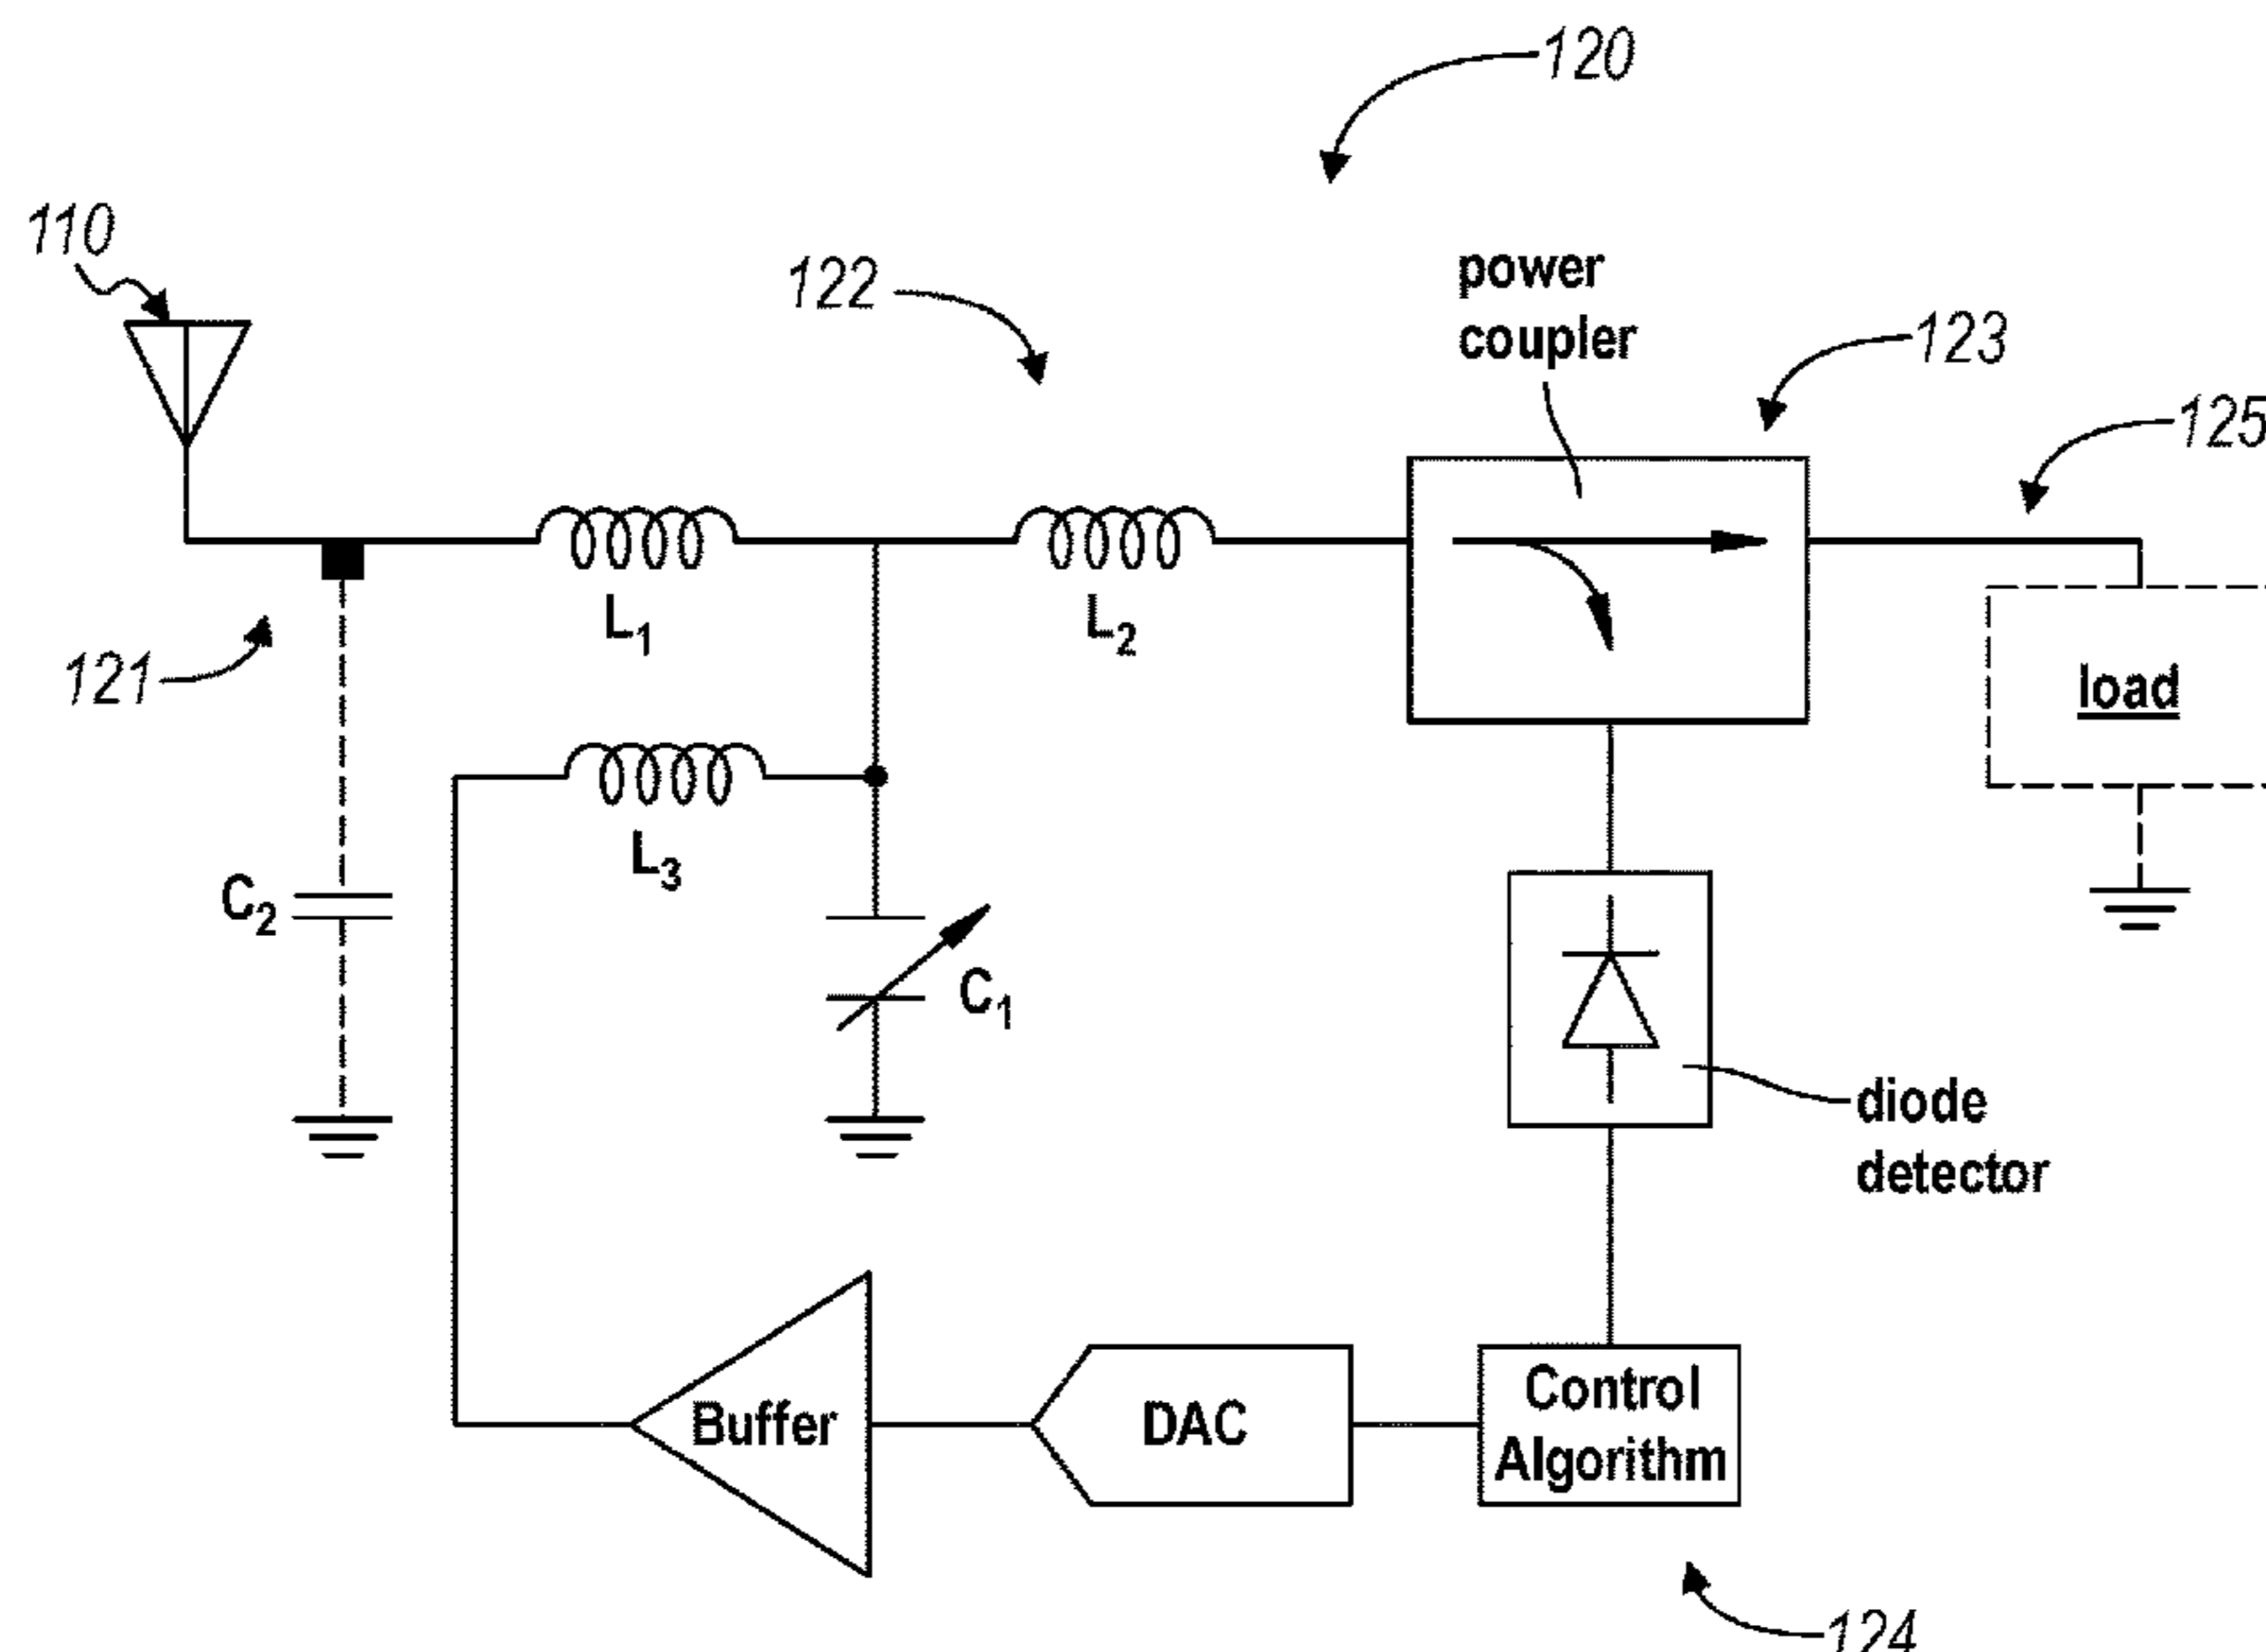 120
110
122
power
coupler
123
125
121
L1
L2
load
L3
C2
C1
diode
detector
Buffer
DAC
Control
Algorithm
124